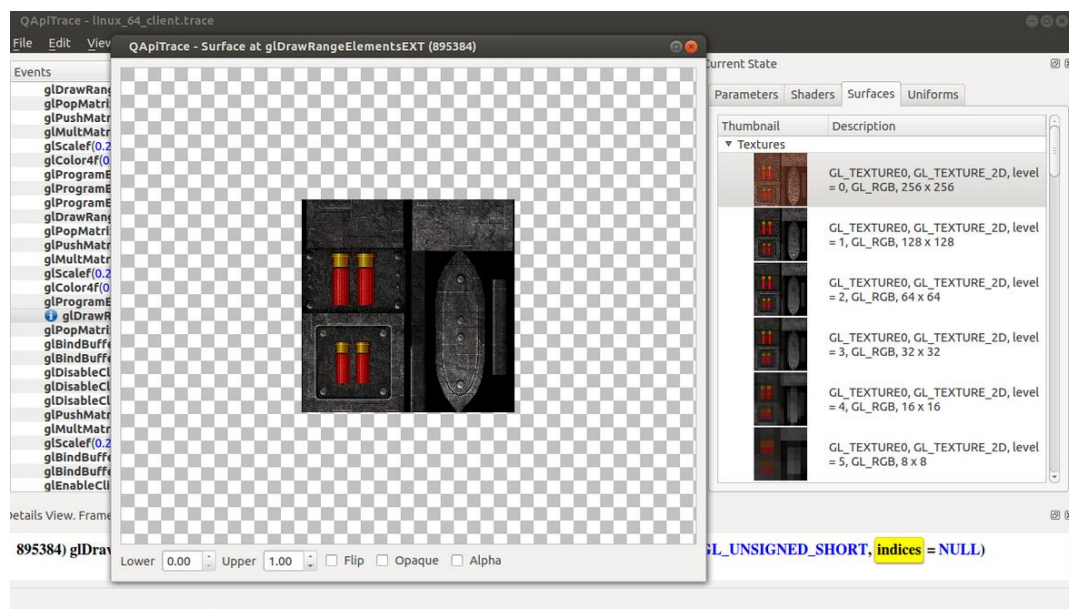 QApiTrace - linux_64_client.trace
File Edit View
QApiTrace - Surface at glDrawRangeElementsEXT (895384)
Current State
Events
Parameters Shaders Surfaces Uniforms
glDrawRang
glPopMatri
glPushMatr
glMultMatr
glScalef(0.2
glColor4f(0
glProgramE
glProgramE
glProgramE
glDrawRang
glPopMatri
glPushMatr
glMultMatr
glScalef(0.2
glColor4f(0
glProgramE
glDrawR
glPopMatri
glBindBuffe
glBindBuffe
glDisableCl
glDisableCl
glDisableCl
glPushMatr
glMultMatr
glScalef(0.2
glBindBuffe
glBindBuffe
glEnableCli
Thumbnail Description
Textures
GL_TEXTURE0, GL_TEXTURE_2D, level
= 0, GL_RGB, 256 x 256
GL_TEXTURE0, GL_TEXTURE_2D, level
= 1, GL_RGB, 128 x 128
GL_TEXTURE0, GL_TEXTURE_2D, level
= 2, GL_RGB, 64 x 64
GL_TEXTURE0, GL_TEXTURE_2D, level
= 3, GL_RGB, 32 x 32
GL_TEXTURE0, GL_TEXTURE_2D, level
= 4, GL_RGB, 16 x 16
GL_TEXTURE0, GL_TEXTURE_2D, level
= 5, GL_RGB, 8 x 8
Details View. Frame
895384) glDraw
GL_UNSIGNED_SHORT, indices = NULL)
Lower 0.00 Upper 1.00 Flip Opaque Alpha